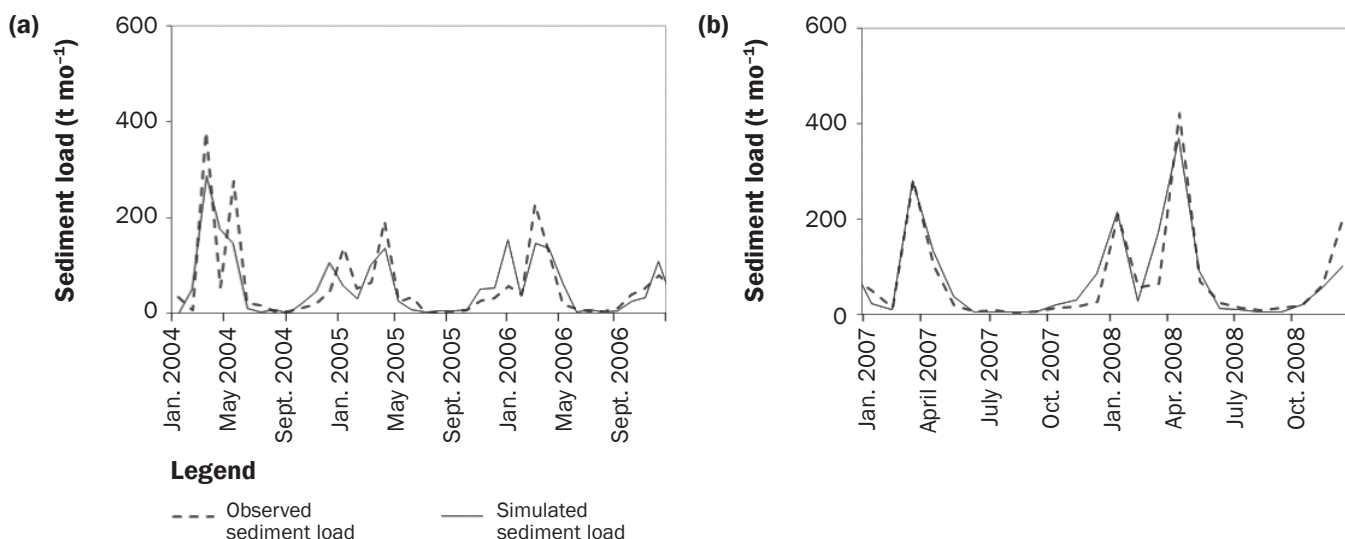 (a)
Sediment load (t mo⁻¹)
600
400
200
0
Jan. 2004
May 2004
Sept. 2004
Jan. 2005
May 2005
Sept. 2005
Jan. 2006
May 2006
Sept. 2006
(b)
Sediment load (t mo⁻¹)
600
400
200
0
Jan. 2007
April 2007
July 2007
Oct. 2007
Jan. 2008
Apr. 2008
July 2008
Oct. 2008
Legend
Observed
sediment load
Simulated
sediment load